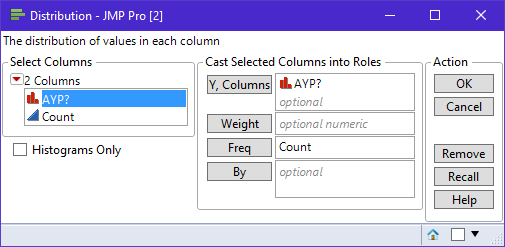 Distribution - JMP Pro [2]
The distribution of values in each column
Select Columns
2 Columns
AYP?
Count
Histograms Only
Cast Selected Columns into Roles
Y, Columns
AYP?
optional
Weight
optional numeric
Freq
Count
By
optional
Action
OK
Cancel
Remove
Recall
Help